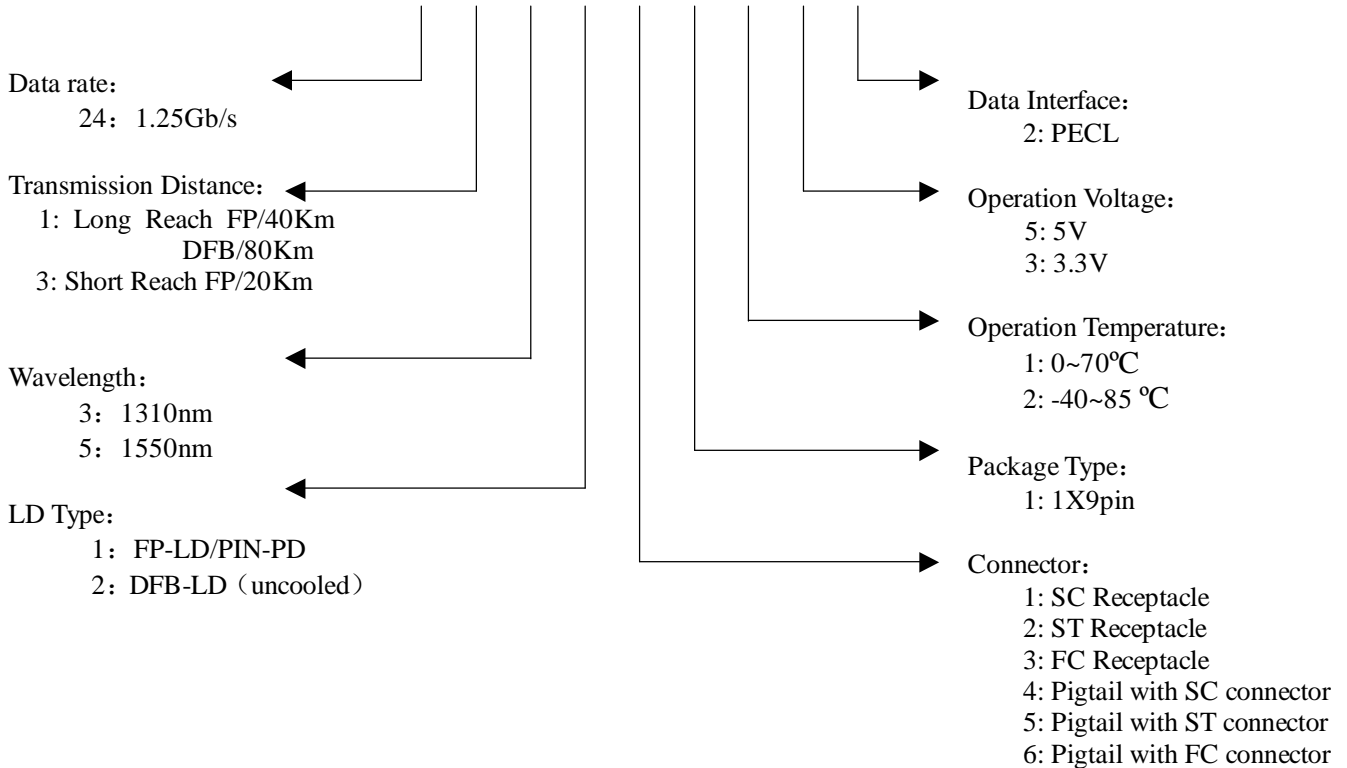 Data rate：
24：1.25Gb/s
Transmission Distance：
1: Long Reach FP/40Km
DFB/80Km
3: Short Reach FP/20Km
Wavelength：
3：1310nm
5：1550nm
LD Type：
1：FP-LD/PIN-PD
2：DFB-LD（uncooled）
Data Interface：
2: PECL
Operation Voltage：
5: 5V
3: 3.3V
Operation Temperature：
1: 0~70℃
2: -40~85 ℃
Package Type：
1: 1X9pin
Connector：
1: SC Receptacle
2: ST Receptacle
3: FC Receptacle
4: Pigtail with SC connector
5: Pigtail with ST connector
6: Pigtail with FC connector